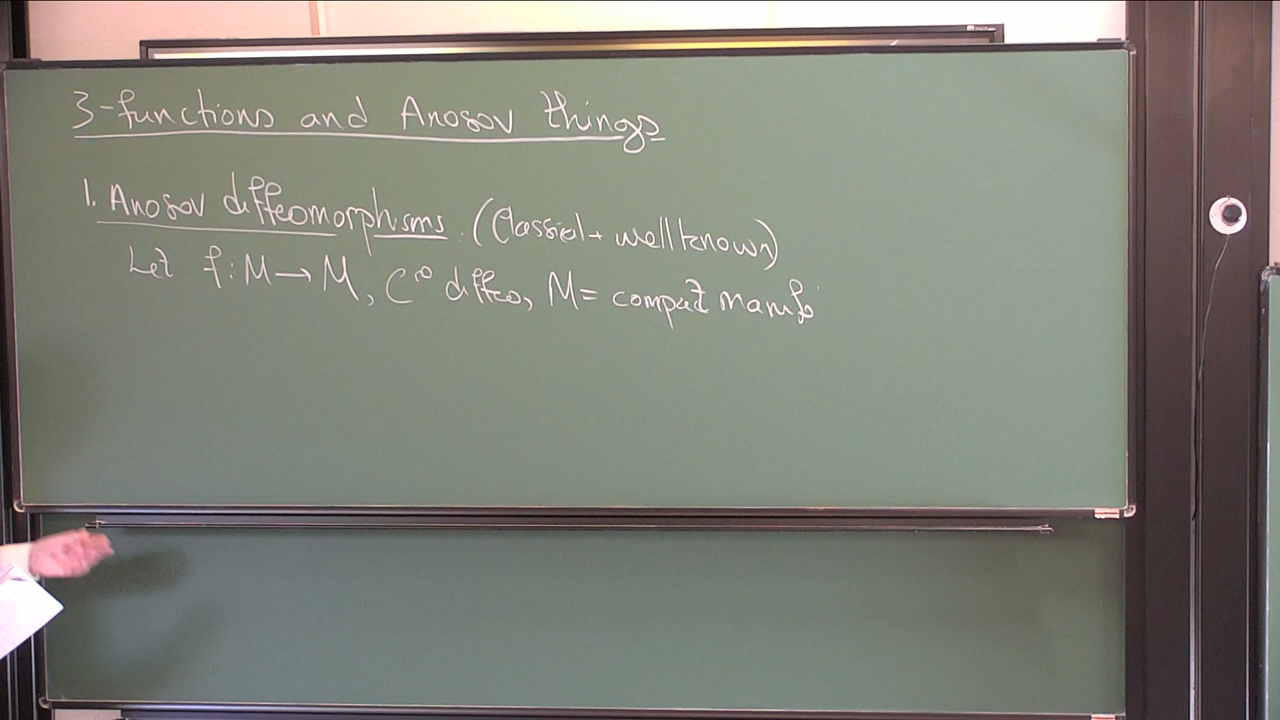 3-functions and Anosov things
1. Anosov diffeomorphisms. (Classical + well known)
Let f: M → M, C^∞ diffeo, M = compact manifo